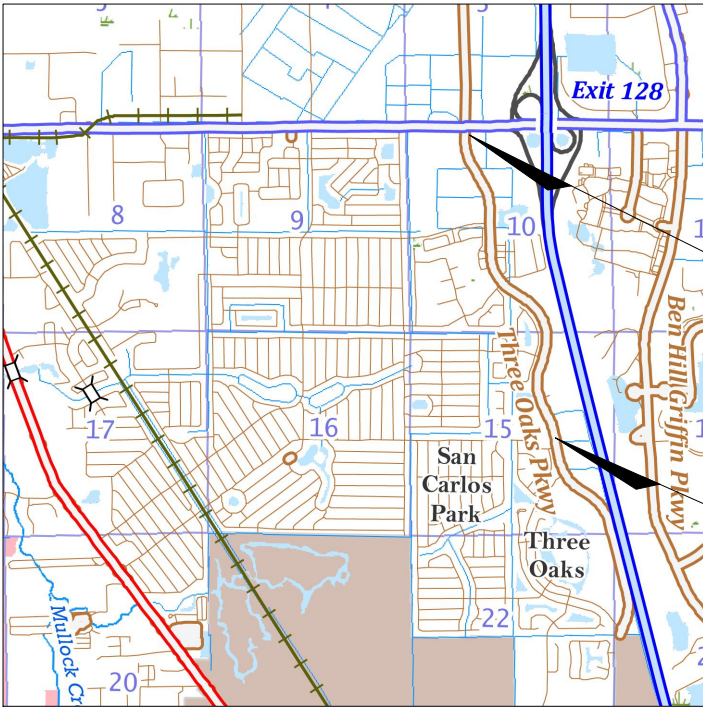 Exit 128
8
9
10
Three Oaks Pkwy
Ben Hill Griffin Pkwy
17
16
15
San
Carlos
Park
Three
Oaks
22
Mullock Cr
20